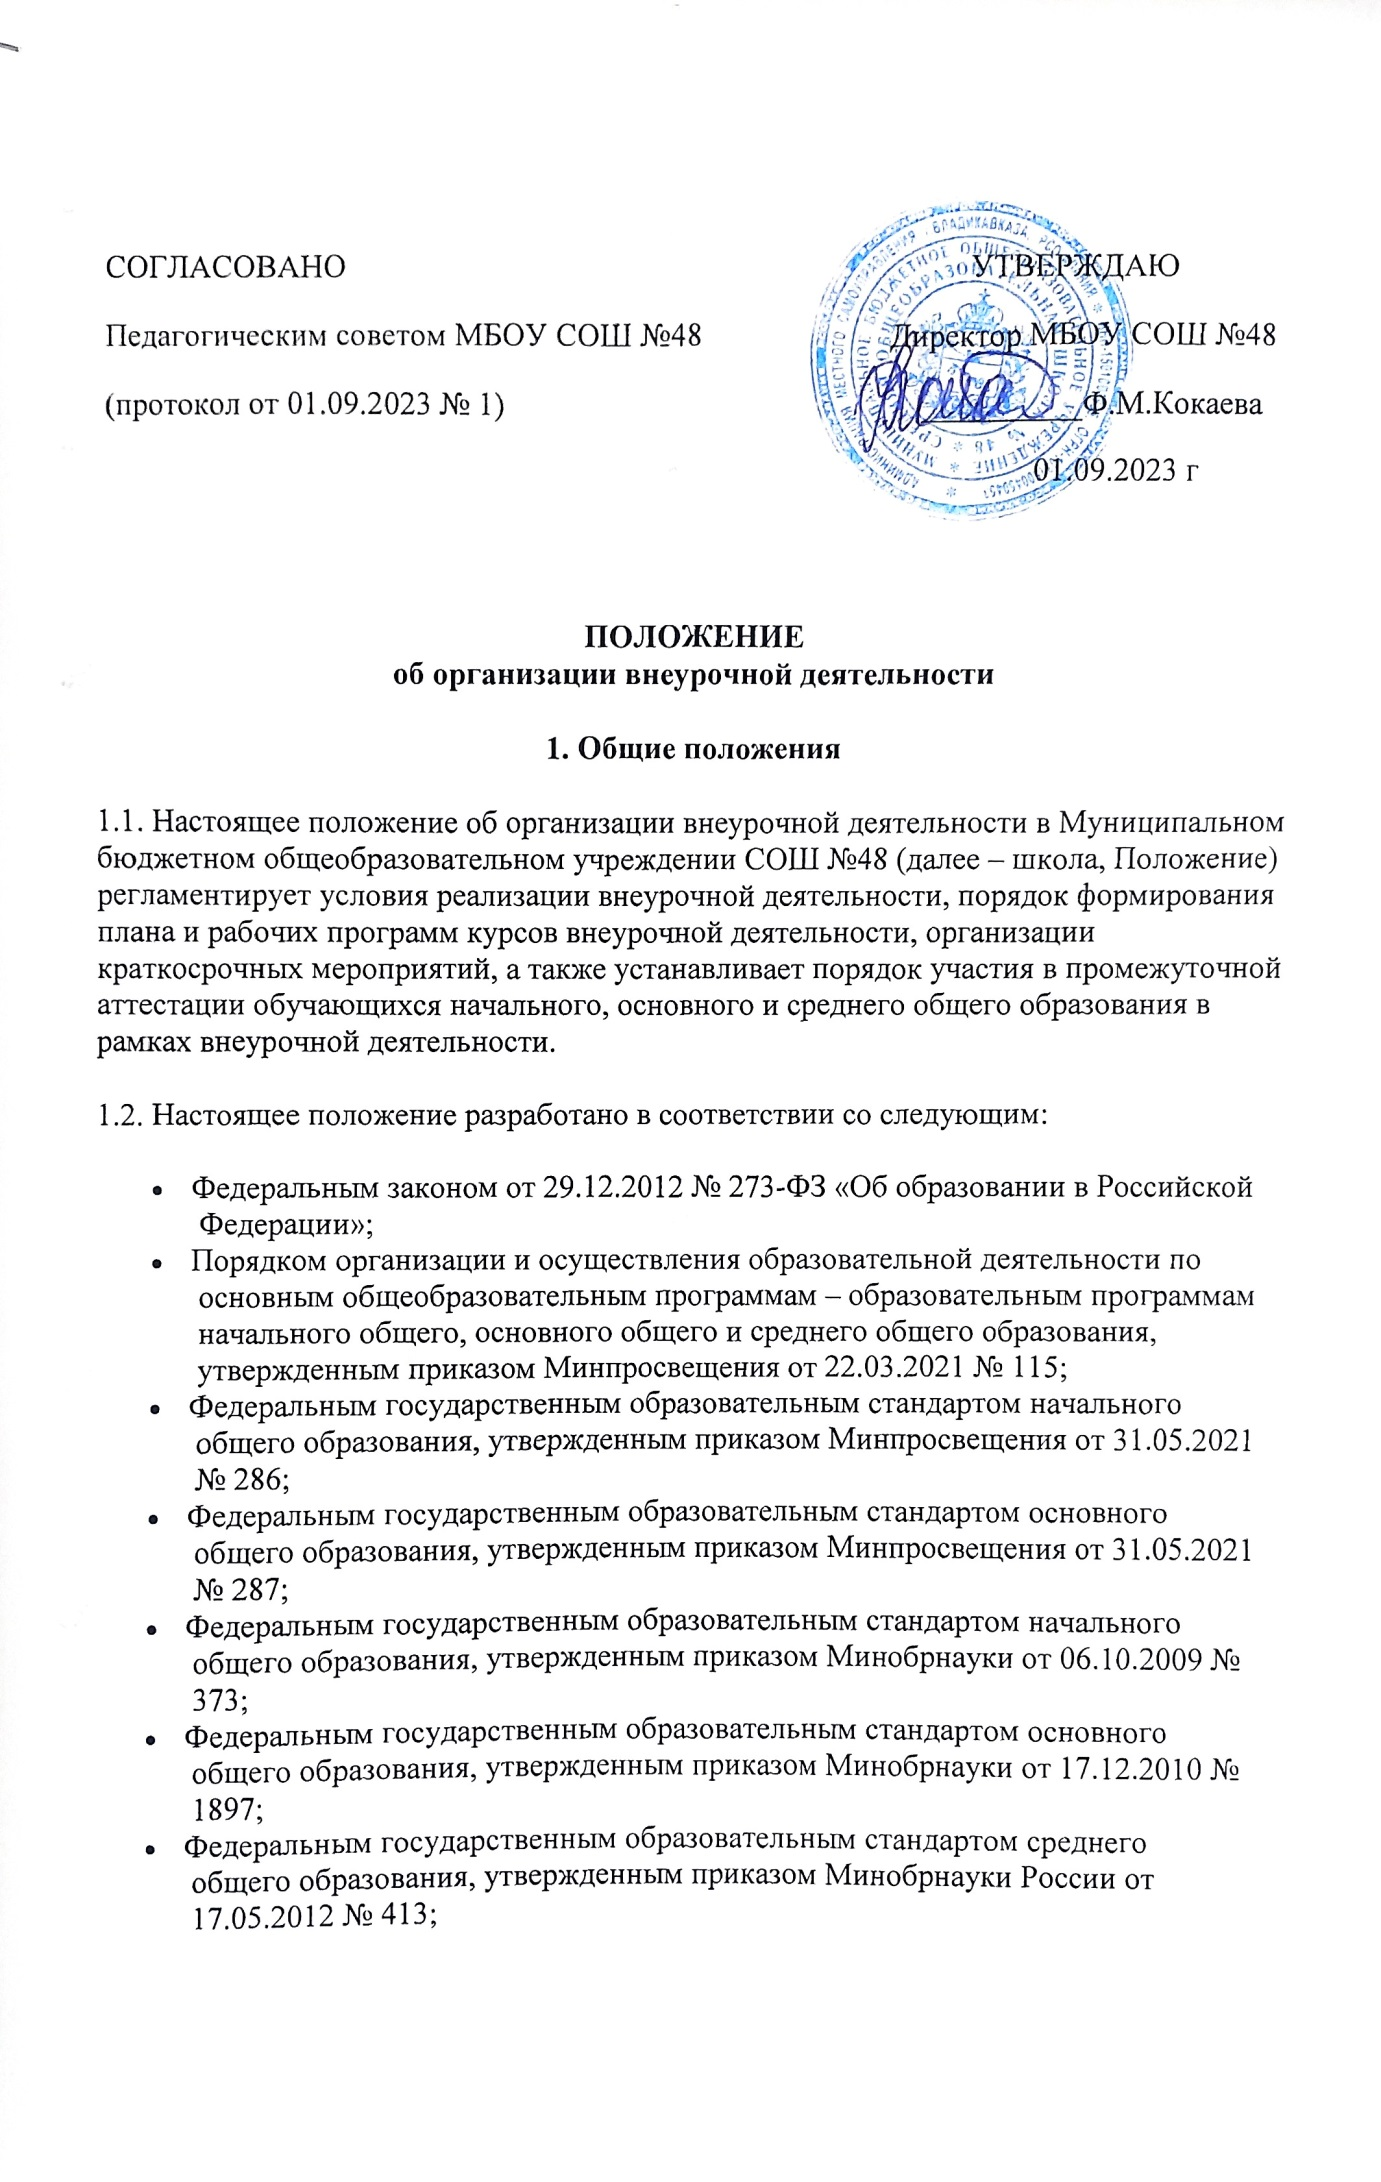 СОГЛАСОВАНО
УТВЕРЖДАЮ
Педагогическим советом МБОУ СОШ №48
Директор МБОУ СОШ №48
(протокол от 01.09.2023 № 1)
Ф.М.Кокаева
01.09.2023 г
ПОЛОЖЕНИЕ
об организации внеурочной деятельности
1. Общие положения
1.1. Настоящее положение об организации внеурочной деятельности в Муниципальном
бюджетном общеобразовательном учреждении СОШ №48 (далее – школа, Положение)
регламентирует условия реализации внеурочной деятельности, порядок формирования
плана и рабочих программ курсов внеурочной деятельности, организации
краткосрочных мероприятий, а также устанавливает порядок участия в промежуточной
аттестации обучающихся начального, основного и среднего общего образования в
рамках внеурочной деятельности.
1.2. Настоящее положение разработано в соответствии со следующим:
• Федеральным законом от 29.12.2012 № 273-ФЗ «Об образовании в Российской
Федерации»;
• Порядком организации и осуществления образовательной деятельности по
основным общеобразовательным программам – образовательным программам
начального общего, основного общего и среднего общего образования,
утвержденным приказом Минпросвещения от 22.03.2021 № 115;
• Федеральным государственным образовательным стандартом начального
общего образования, утвержденным приказом Минпросвещения от 31.05.2021
№ 286;
• Федеральным государственным образовательным стандартом основного
общего образования, утвержденным приказом Минпросвещения от 31.05.2021
№ 287;
• Федеральным государственным образовательным стандартом начального
общего образования, утвержденным приказом Минобрнауки от 06.10.2009 №
373;
• Федеральным государственным образовательным стандартом основного
общего образования, утвержденным приказом Минобрнауки от 17.12.2010 №
1897;
• Федеральным государственным образовательным стандартом среднего
общего образования, утвержденным приказом Минобрнауки России от
17.05.2012 № 413;